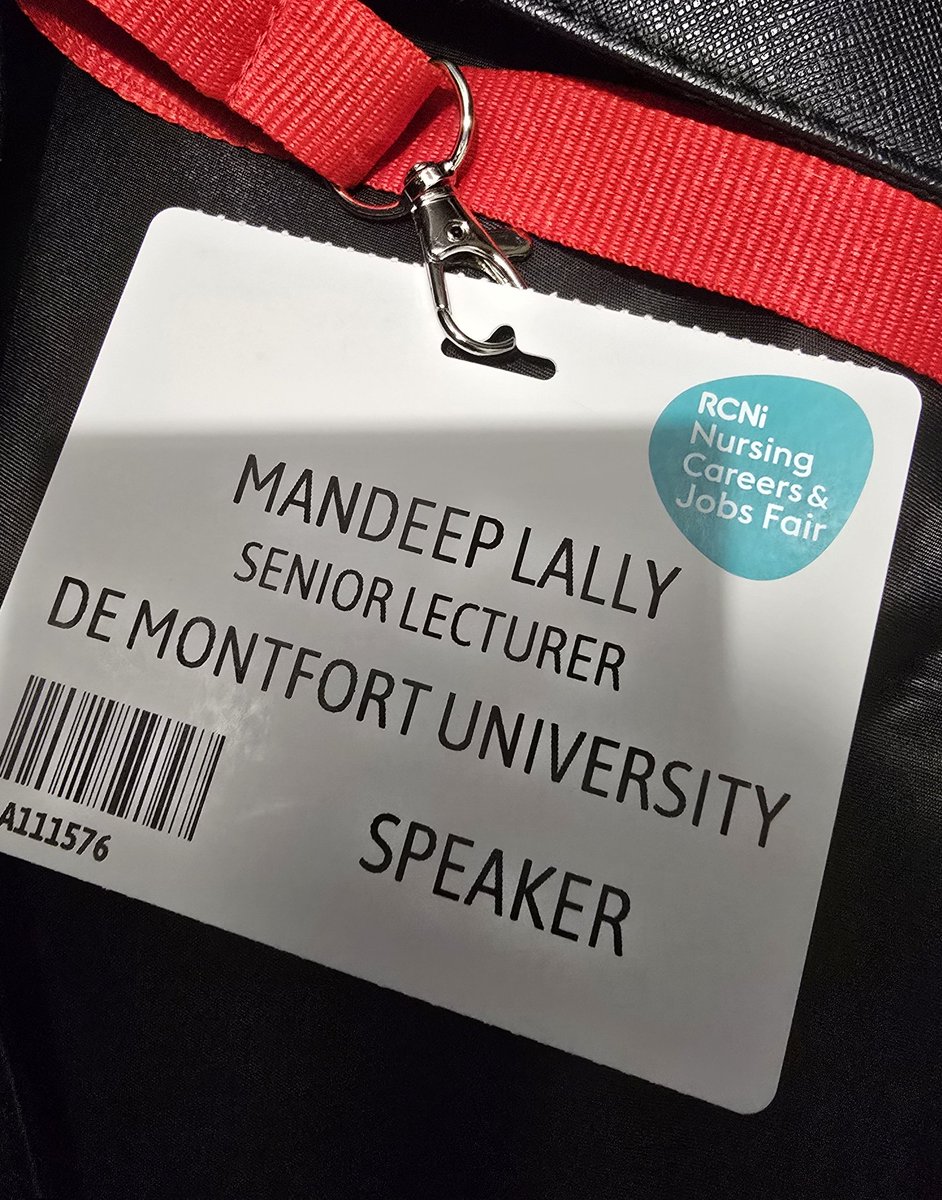 RCNi
Nursing
Careers &
Jobs Fair
MANDEEP LALLY
SENIOR LECTURER
DE MONTFORT UNIVERSITY
A111576
SPEAKER